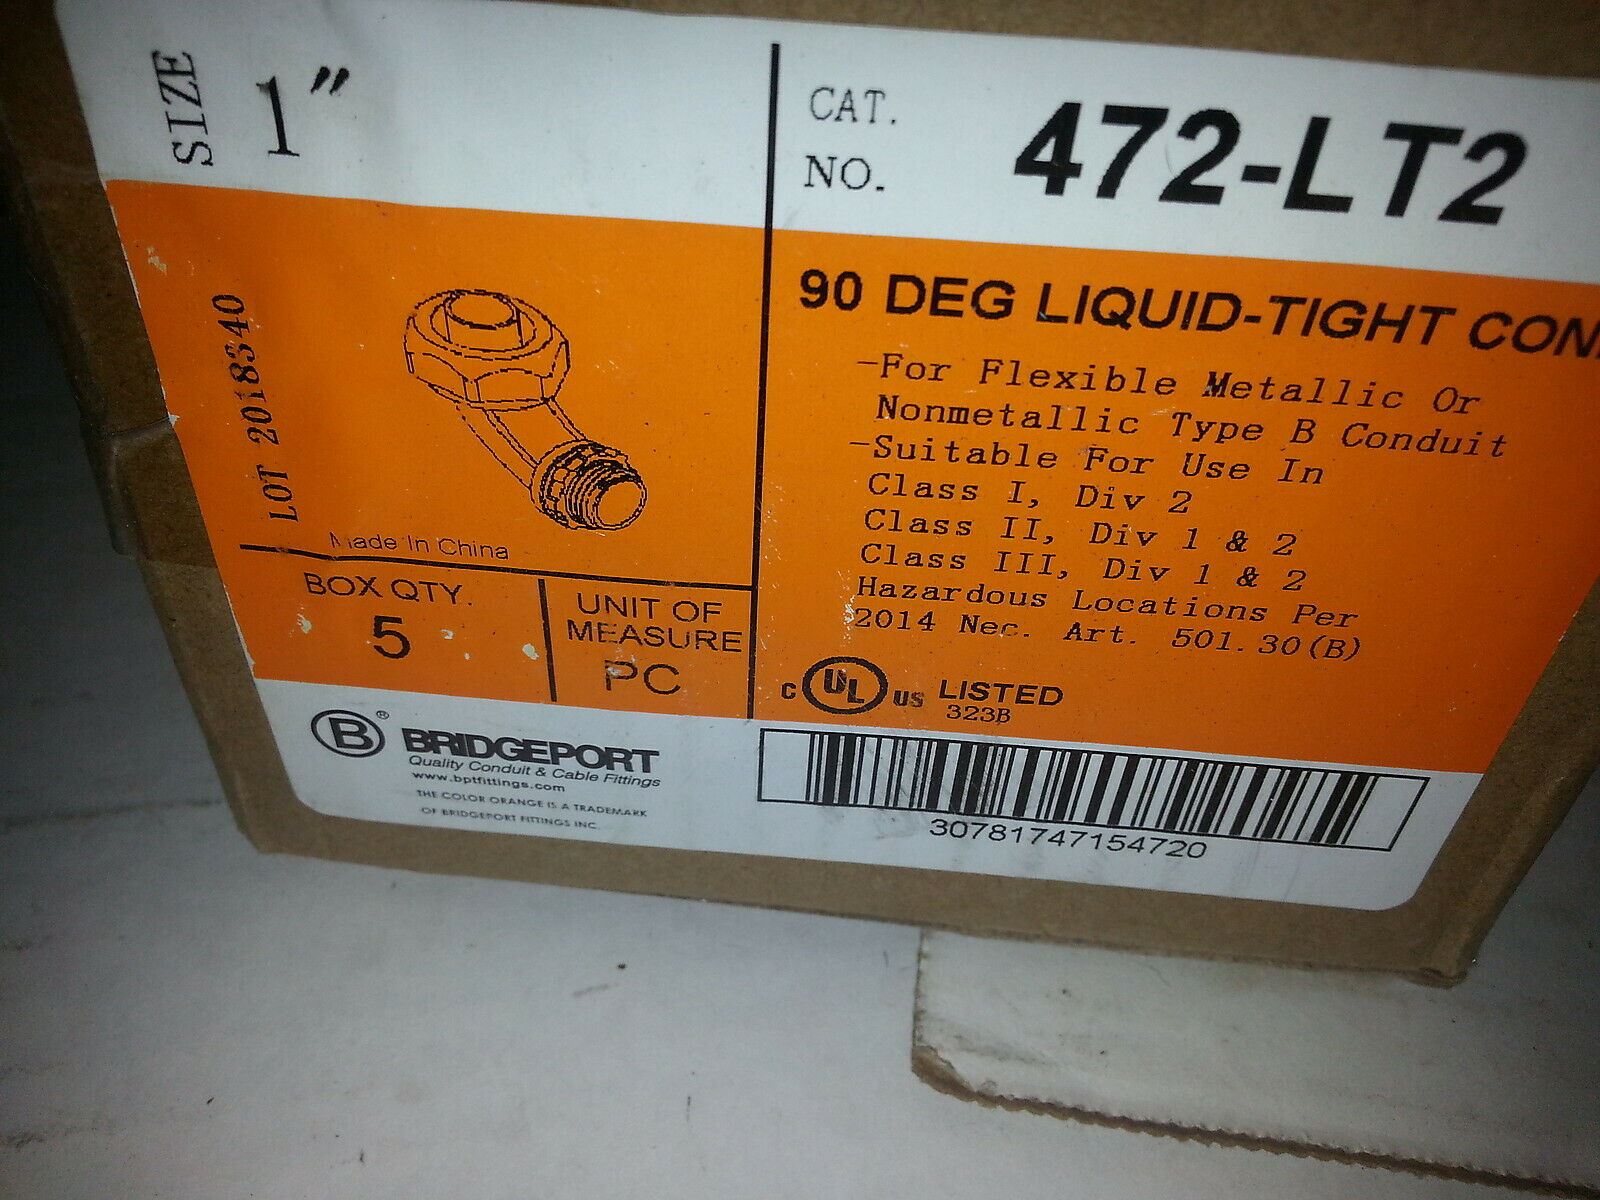 SIZE
1"
CAT. NO.
472-LT2
LOT 2018340
Made In China
90 DEG LIQUID-TIGHT CON
-For Flexible Metallic Or
Nonmetallic Type B Conduit
-Suitable For Use In
Class I, Div 2
Class II, Div 1 & 2
Class III, Div 1 & 2
Hazardous Locations Per
2014 Nec. Art. 501.30(B)
BOX QTY.
5
UNIT OF
MEASURE
PC
C UL US LISTED
323B
B ® BRIDGEPORT
Quality Conduit & Cable Fittings
www.bptfittings.com
THE COLOR ORANGE IS A TRADEMARK
OF BRIDGEPORT FITTINGS INC.
30781747154720